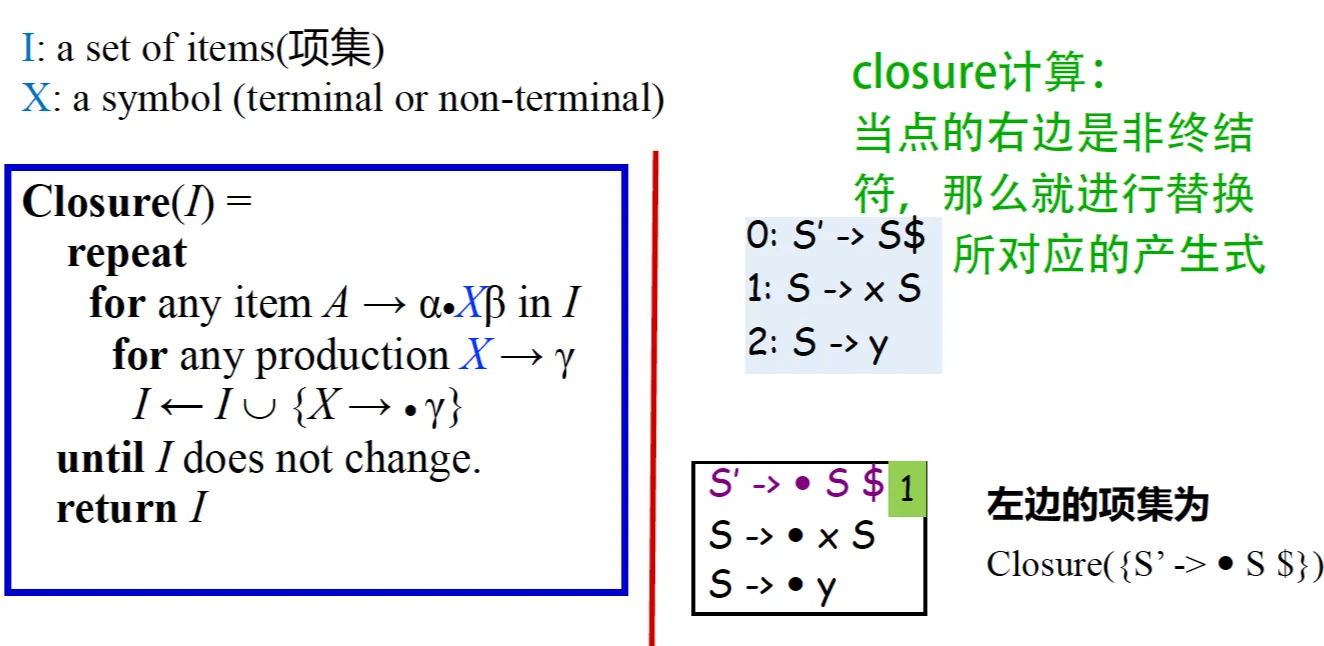 I: a set of items(项集)
X: a symbol (terminal or non-terminal)
Closure(I) =
repeat
for any item A → α•Xβ in I
for any production X → γ
I ← I ∪ {X → •γ}
until I does not change.
return I
closure计算：
当点的右边是非终结
符，那么就进行替换
所对应的产生式
0: S' -> S$
1: S -> x S
2: S -> y
S' -> • S $ 1
S -> • x S
S -> • y
左边的项集为
Closure({S’ -> • S $})